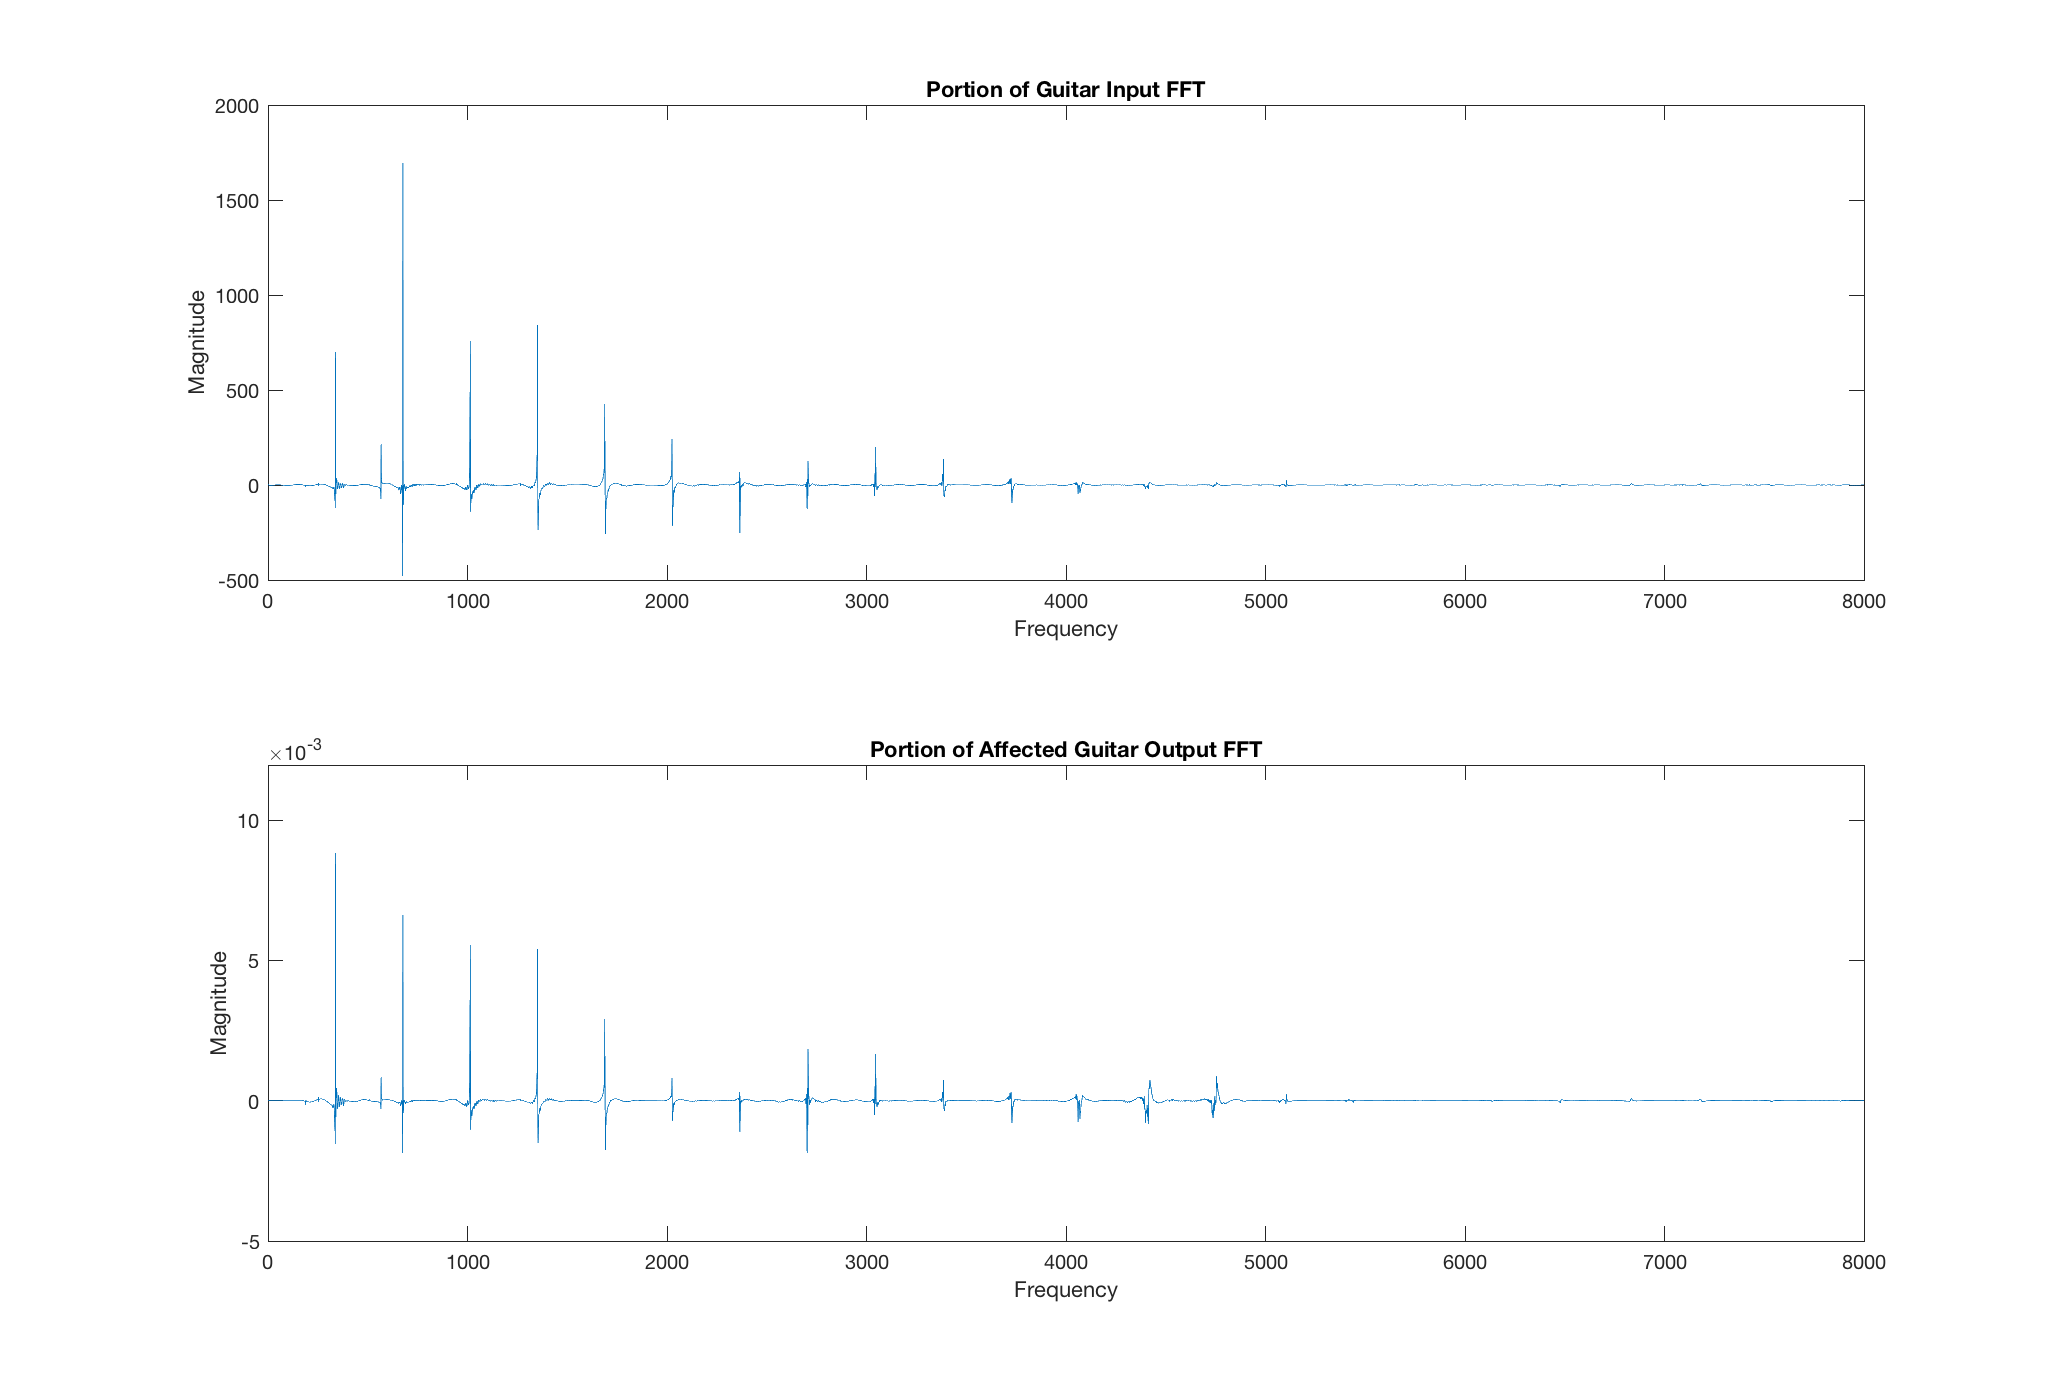 Portion of Guitar Input FFT
2000
1500
1000
500
0
-500
Magnitude
0 1000 2000 3000 4000 5000 6000 7000 8000
Frequency
×10-3
Portion of Affected Guitar Output FFT
10
5
0
-5
Magnitude
0 1000 2000 3000 4000 5000 6000 7000 8000
Frequency